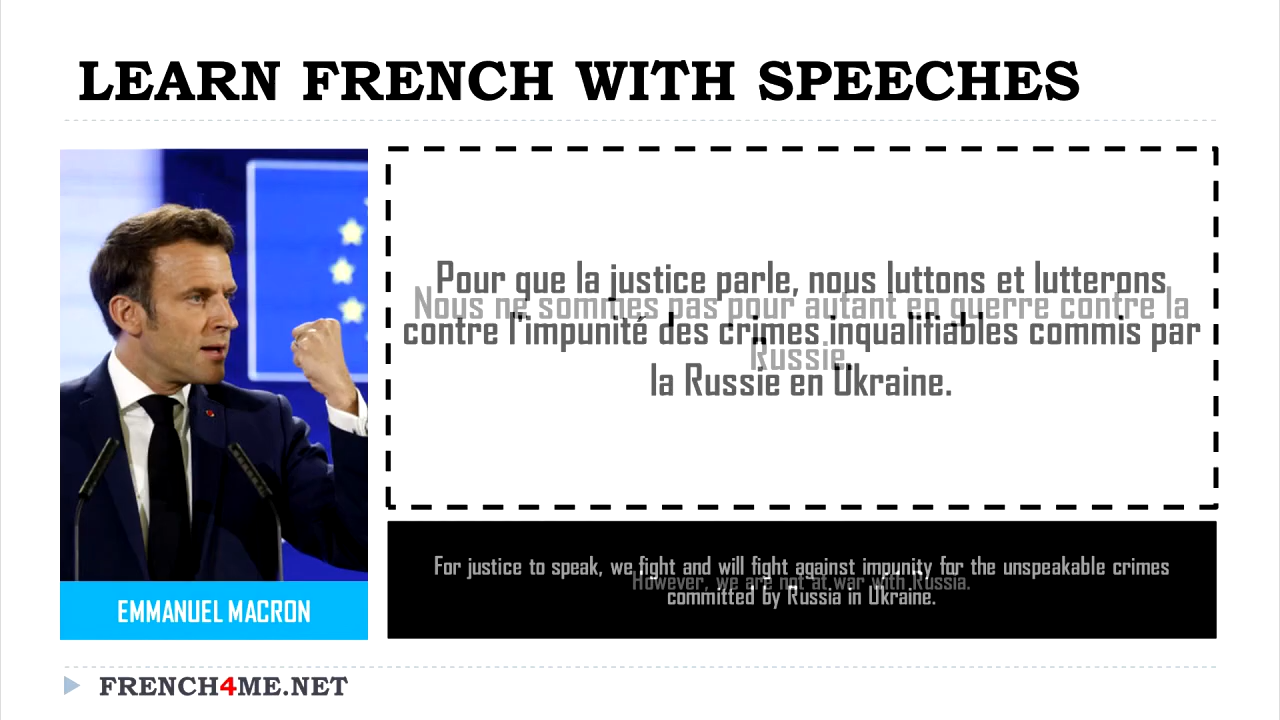 LEARN FRENCH WITH SPEECHES
Pour que la justice parle, nous luttons et lutterons
Nous ne sommes pas pour autant en guerre contre la
contre l'impunité des crimes inqualifiables commis par
Russie.
la Russie en Ukraine.
For justice to speak, we fight and will fight against impunity for the unspeakable crimes
However, we are not at war with Russia.
committed by Russia in Ukraine.
EMMANUEL MACRON
FRENCH4ME.NET